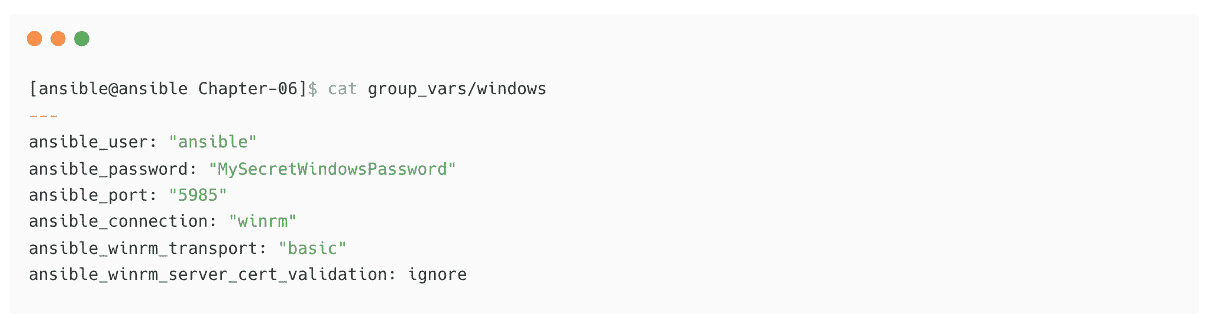 [ansible@ansible Chapter-06]$ cat group_vars/windows
---
ansible_user: "ansible"
ansible_password: "MySecretWindowsPassword"
ansible_port: "5985"
ansible_connection: "winrm"
ansible_winrm_transport: "basic"
ansible_winrm_server_cert_validation: ignore